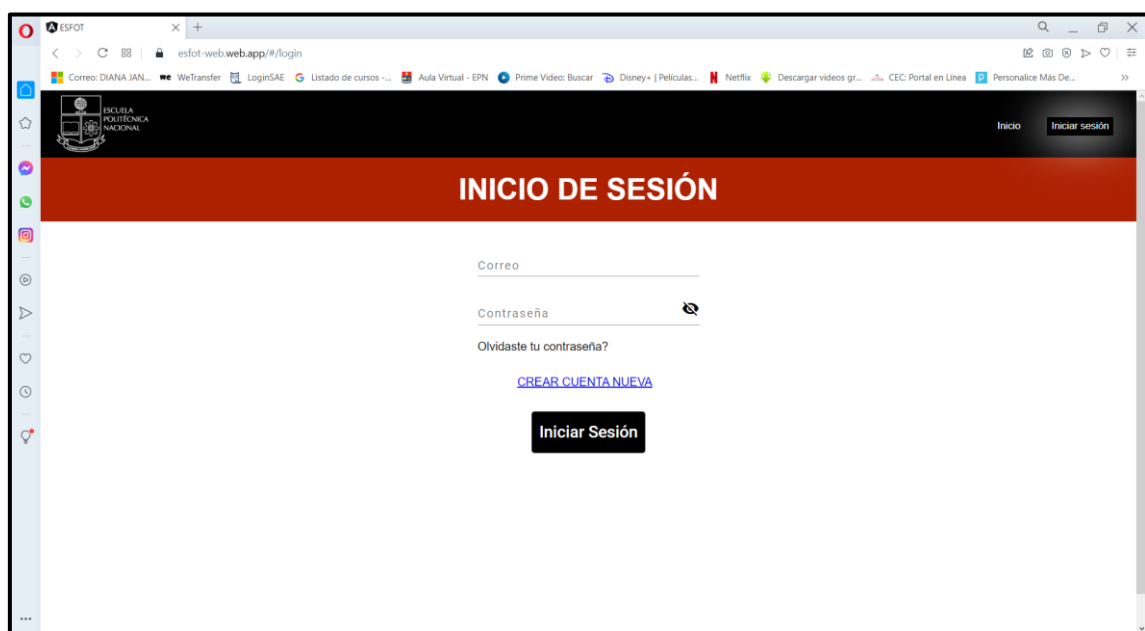 ESFOT
esfot-web.web.app/#/login
Correo: DIANA JAN... we WeTransfer LoginSAE G Listado de cursos -... Aula Virtual - EPN Prime Video: Buscar Disney+ | Películas... N Netflix Descargar videos gr... CEC: Portal en Línea P Personalice Más De...
ESCUELA
POLITÉCNICA
NACIONAL
Inicio Iniciar sesión
INICIO DE SESIÓN
Correo
Contraseña
Olvidaste tu contraseña?
CREAR CUENTA NUEVA
Iniciar Sesión